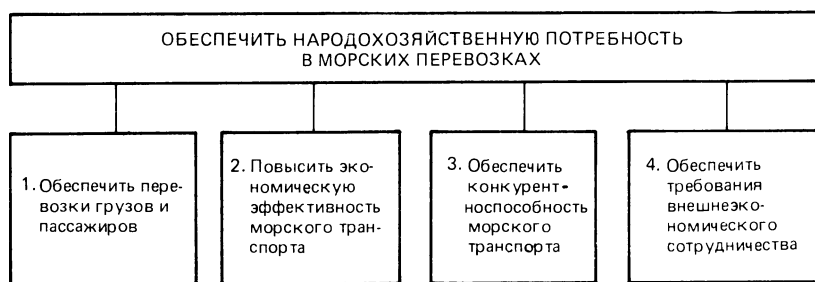 ОБЕСПЕЧИТЬ НАРОДОХОЗЯЙСТВЕННУЮ ПОТРЕБНОСТЬ
В МОРСКИХ ПЕРЕВОЗКАХ
1. Обеспечить пере-
возки грузов и
пассажиров
2. Повысить эко-
номическую
эффективность
морского тран-
спорта
3. Обеспечить
конкурент-
носпособность
морского
транспорта
4. Обеспечить
требования
внешнеэко-
номического
сотрудничества